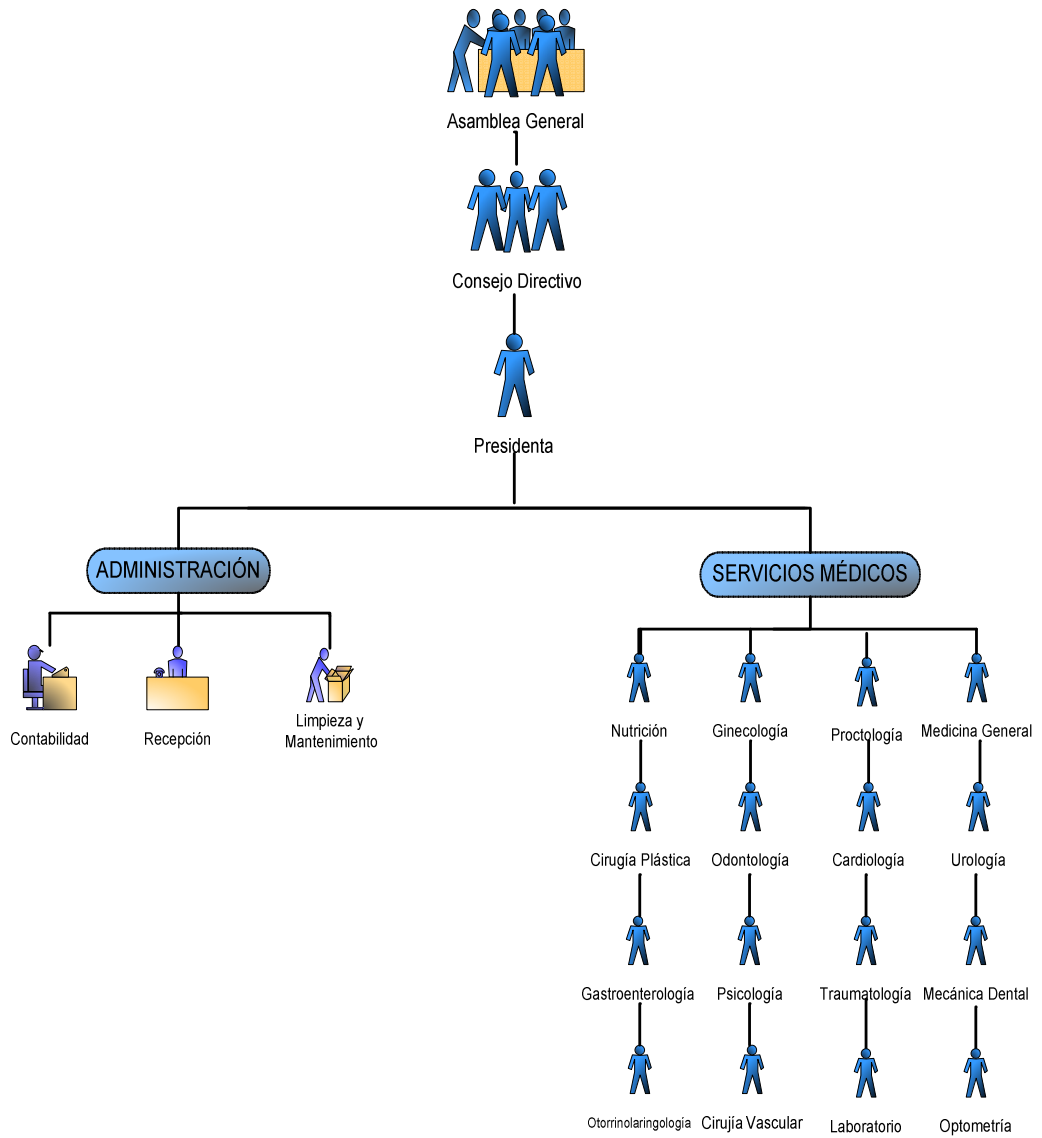 Asamblea General
Consejo Directivo
Presidenta
ADMINISTRACIÓN
SERVICIOS MÉDICOS
Contabilidad
Recepción
Limpieza y
Mantenimiento
Nutrición
Ginecología
Proctología
Medicina General
Cirugía Plástica
Odontología
Cardiología
Urología
Gastroenterología
Psicología
Traumatología
Mecánica Dental
Otorrinolaringología
Cirujía Vascular
Laboratorio
Optometría